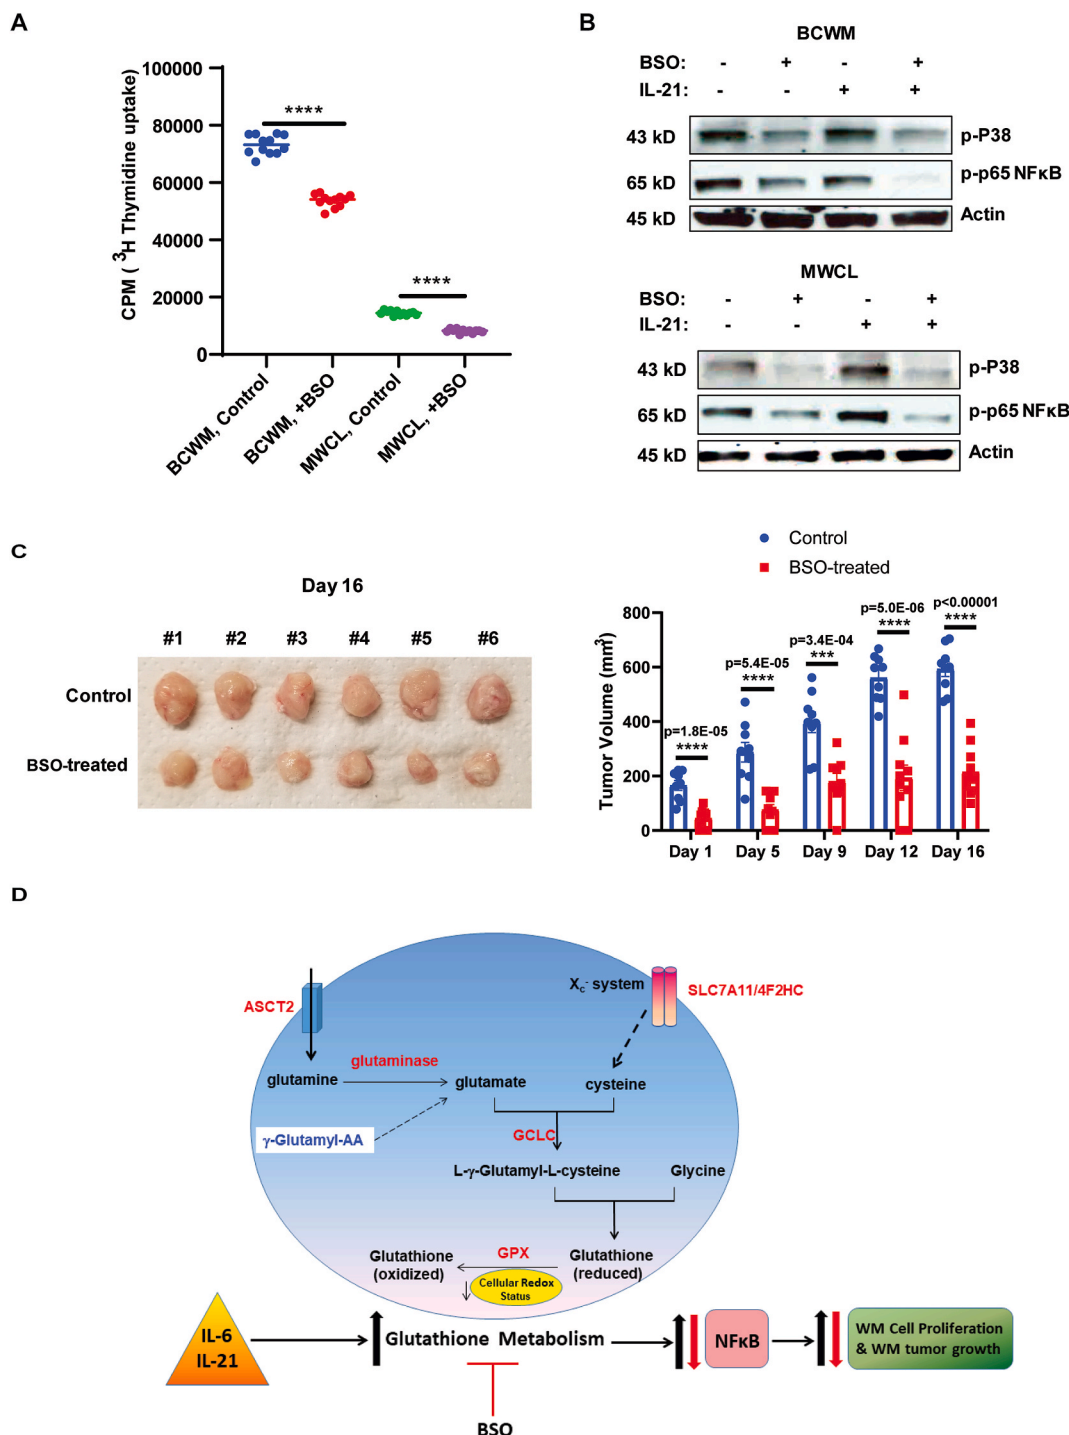 A
CPM ( ³H Thymidine uptake)
100000
80000
60000
40000
20000
0
****
****
BCWM, Control
BCWM, +BSO
MWCL, Control
MWCL, +BSO
B
BCWM
BSO: - + - +
IL-21: - - + +
43 kD p-P38
65 kD p-p65 NFκB
45 kD Actin
MWCL
BSO: - + - +
IL-21: - - + +
43 kD p-P38
65 kD p-p65 NFκB
45 kD Actin
C
Day 16
#1 #2 #3 #4 #5 #6
Control
BSO-treated
Control
BSO-treated
Tumor Volume (mm³)
800
600
400
200
0
p=1.8E-05
****
p=5.4E-05
****
p=3.4E-04
***
p=5.0E-06
****
p<0.00001
****
Day 1 Day 5 Day 9 Day 12 Day 16
D
ASCT2
Xc⁻ system
SLC7A11/4F2HC
glutaminase
glutamine
glutamate
cysteine
γ-Glutamyl-AA
GCLC
L-γ-Glutamyl-L-cysteine
Glycine
Glutathione
(oxidized)
GPX
Glutathione
(reduced)
Cellular Redox
Status
IL-6
IL-21
Glutathione Metabolism
NFκB
WM Cell Proliferation
& WM tumor growth
BSO